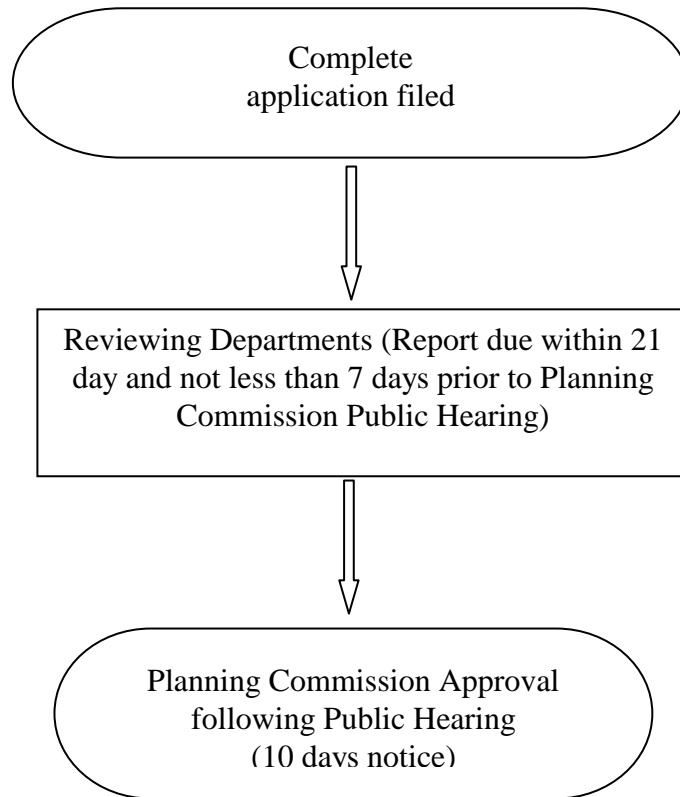 Complete
application filed
Reviewing Departments (Report due within 21
day and not less than 7 days prior to Planning
Commission Public Hearing)
Planning Commission Approval
following Public Hearing
(10 days notice)